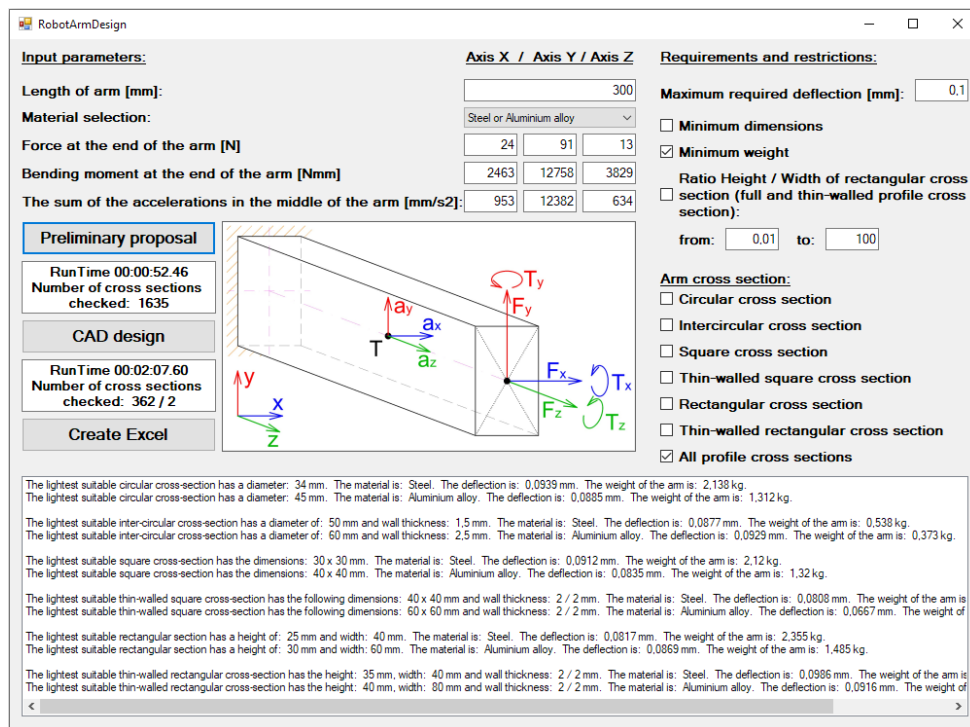 RobotArmDesign
Input parameters:
Axis X / Axis Y / Axis Z
Length of arm [mm]:
300
Material selection:
Steel or Aluminium alloy
Force at the end of the arm [N]
24 91 13
Bending moment at the end of the arm [Nmm]
2463 12758 3829
The sum of the accelerations in the middle of the arm [mm/s2]:
953 12382 634
Preliminary proposal
RunTime 00:00:52.46
Number of cross sections
checked: 1635
CAD design
RunTime 00:02:07.60
Number of cross sections
checked: 362 / 2
Create Excel
y
x
z
T
ay
ax
az
Ty
Fy
Fx
Tx
Fz
Tz
Requirements and restrictions:
Maximum required deflection [mm]: 0,1
Minimum dimensions
Minimum weight
Ratio Height / Width of rectangular cross
section (full and thin-walled profile cross
section):
from: 0,01 to: 100
Arm cross section:
Circular cross section
Intercircular cross section
Square cross section
Thin-walled square cross section
Rectangular cross section
Thin-walled rectangular cross section
All profile cross sections
The lightest suitable circular cross-section has a diameter: 34 mm. The material is: Steel. The deflection is: 0,0939 mm. The weight of the arm is: 2,138 kg.
The lightest suitable circular cross-section has a diameter: 45 mm. The material is: Aluminium alloy. The deflection is: 0,0885 mm. The weight of the arm is: 1,312 kg.
The lightest suitable inter-circular cross-section has a diameter of: 50 mm and wall thickness: 1,5 mm. The material is: Steel. The deflection is: 0,0877 mm. The weight of the arm is: 0,538 kg.
The lightest suitable inter-circular cross-section has a diameter of: 60 mm and wall thickness: 2,5 mm. The material is: Aluminium alloy. The deflection is: 0,0929 mm. The weight of the arm is: 0,373 kg.
The lightest suitable square cross-section has the dimensions: 30 x 30 mm. The material is: Steel. The deflection is: 0,0912 mm. The weight of the arm is: 2,12 kg.
The lightest suitable square cross-section has the dimensions: 40 x 40 mm. The material is: Aluminium alloy. The deflection is: 0,0835 mm. The weight of the arm is: 1,32 kg.
The lightest suitable thin-walled square cross-section has the following dimensions: 40 x 40 mm and wall thickness: 2 / 2 mm. The material is: Steel. The deflection is: 0,0808 mm. The weight of the arm is
The lightest suitable thin-walled square cross-section has the following dimensions: 60 x 60 mm and wall thickness: 2 / 2 mm. The material is: Aluminium alloy. The deflection is: 0,0667 mm. The weight of
The lightest suitable rectangular section has a height of: 25 mm and width: 40 mm. The material is: Steel. The deflection is: 0,0817 mm. The weight of the arm is: 2,355 kg.
The lightest suitable rectangular section has a height of: 30 mm and width: 60 mm. The material is: Aluminium alloy. The deflection is: 0,0869 mm. The weight of the arm is: 1,485 kg.
The lightest suitable thin-walled rectangular cross-section has the height: 35 mm, width: 40 mm and wall thickness: 2 / 2 mm. The material is: Steel. The deflection is: 0,0986 mm. The weight of the arm is
The lightest suitable thin-walled rectangular cross-section has the height: 40 mm, width: 80 mm and wall thickness: 2 / 2 mm. The material is: Aluminium alloy. The deflection is: 0,0916 mm. The weight of